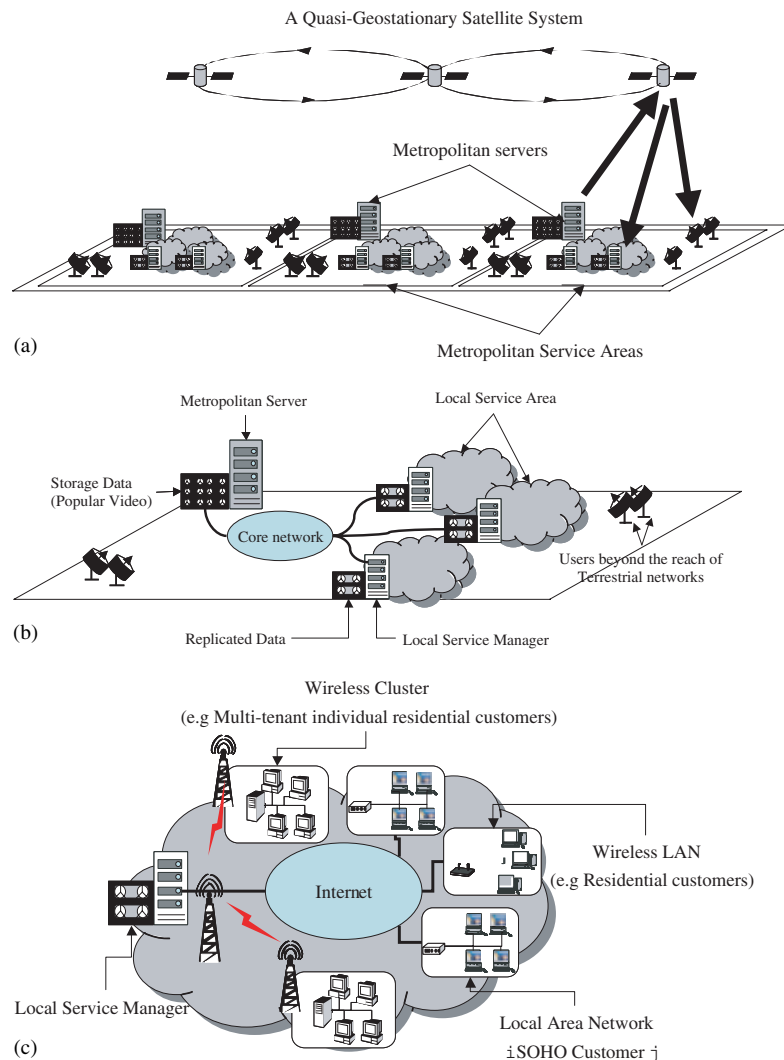 A Quasi-Geostationary Satellite System
Metropolitan servers
Metropolitan Service Areas
(a)
Metropolitan Server
Local Service Area
Storage Data
(Popular Video)
Core network
Users beyond the reach of
Terrestrial networks
Replicated Data
Local Service Manager
(b)
Wireless Cluster
(e.g Multi-tenant individual residential customers)
Internet
Wireless LAN
(e.g Residential customers)
Local Service Manager
Local Area Network
¡SOHO Customer ¬j
(c)